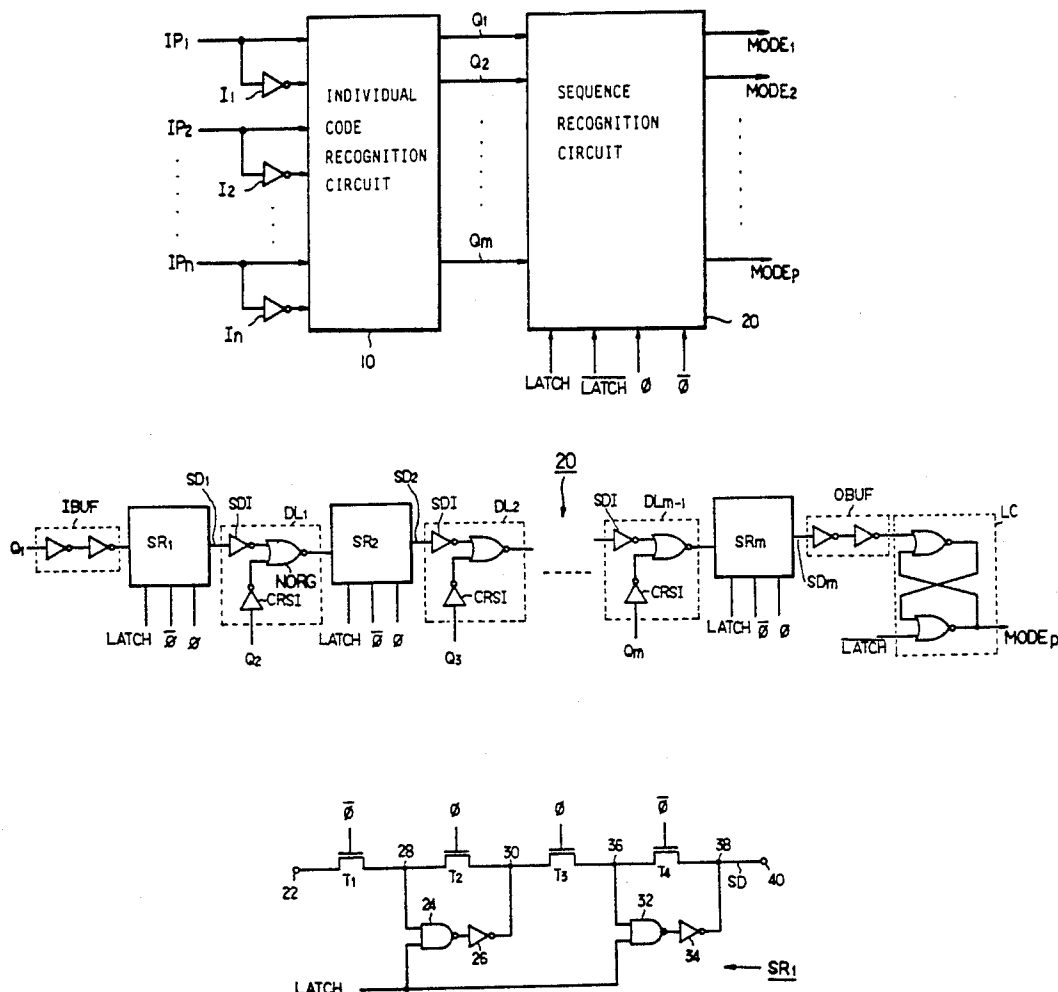 IP₁
I₁
IP₂
I₂
IPn
In
INDIVIDUAL
CODE
RECOGNITION
CIRCUIT
10
Q₁
Q₂
Qm
SEQUENCE
RECOGNITION
CIRCUIT
20
MODE₁
MODE₂
MODEp
LATCH
L̅A̅T̅C̅H̅
Ø
Ø̅
20
Q₁
IBUF
SR₁
LATCH Ø̅ Ø
SD₁
SDI
DL₁
NORG
CRSI
Q₂
SR₂
LATCH Ø̅ Ø
SD₂
SDI
DL₂
CRSI
Q₃
SDI
DLm-1
CRSI
Qm
SRm
LATCH Ø̅ Ø
SDm
OBUF
LC
L̅A̅T̅C̅H̅
MODEp
Ø̅ Ø Ø Ø̅
22 T₁ 28 T₂ 30 T₃ 36 T₄ 38 SD 40
24 26 32 34
LATCH
SR₁